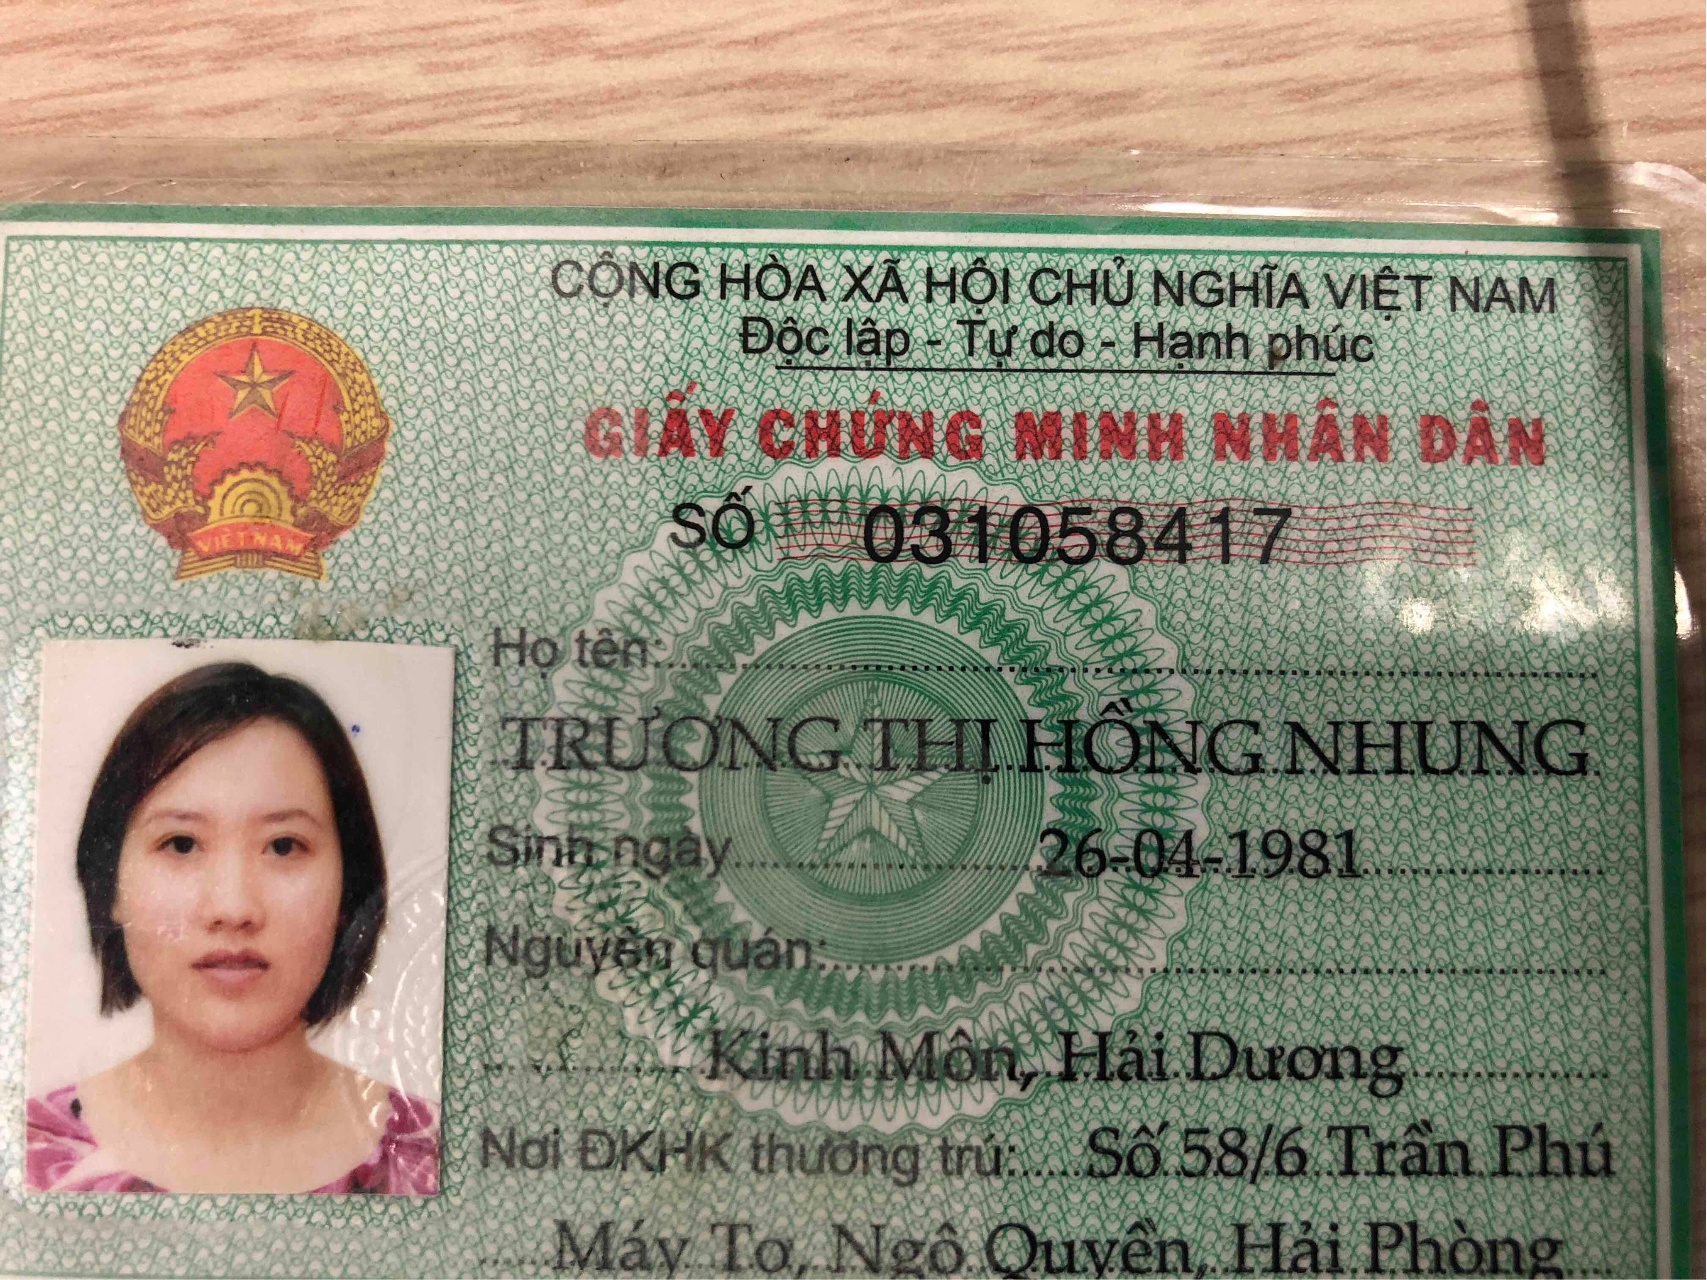 CỘNG HÒA XÃ HỘI CHỦ NGHĨA VIỆT NAM
Độc lập - Tự do - Hạnh phúc
GIẤY CHỨNG MINH NHÂN DÂN
SỐ 031058417
VIET NAM
Họ tên:
TRƯƠNG THỊ HỒNG NHUNG
Sinh ngày 26-04-1981
Nguyên quán:
Kinh Môn, Hải Dương
Nơi ĐKHK thường trú: Số 58/6 Trần Phú
Máy Tơ, Ngô Quyền, Hải Phòng